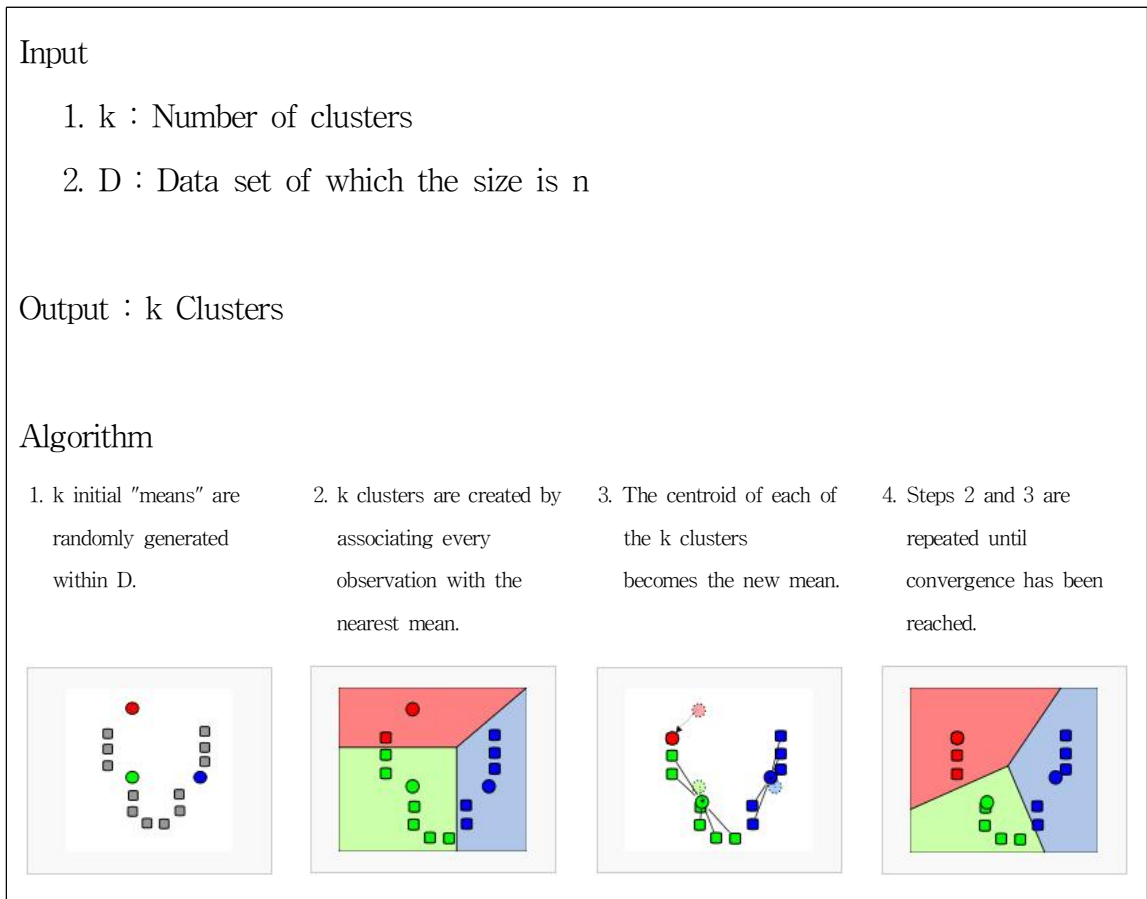 Input
1. k : Number of clusters
2. D : Data set of which the size is n
Output : k Clusters
Algorithm
1. k initial "means" are
randomly generated
within D.
2. k clusters are created by
associating every
observation with the
nearest mean.
3. The centroid of each of
the k clusters
becomes the new mean.
4. Steps 2 and 3 are
repeated until
convergence has been
reached.